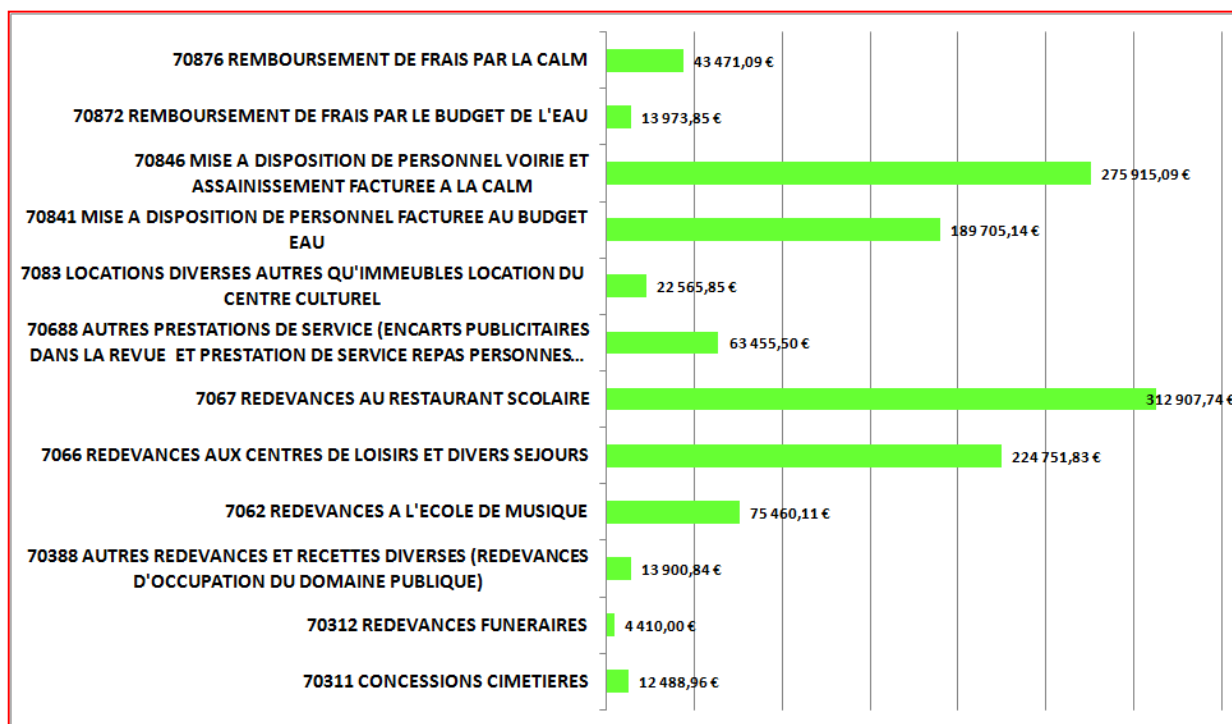 70876 REMBOURSEMENT DE FRAIS PAR LA CALM
43 471,09 €
70872 REMBOURSEMENT DE FRAIS PAR LE BUDGET DE L'EAU
13 973,85 €
70846 MISE A DISPOSITION DE PERSONNEL VOIRIE ET
ASSAINISSEMENT FACTUREE A LA CALM
275 915,09 €
70841 MISE A DISPOSITION DE PERSONNEL FACTUREE AU BUDGET
EAU
189 705,14 €
7083 LOCATIONS DIVERSES AUTRES QU'IMMEUBLES LOCATION DU
CENTRE CULTUREL
22 565,85 €
70688 AUTRES PRESTATIONS DE SERVICE (ENCARTS PUBLICITAIRES
DANS LA REVUE ET PRESTATION DE SERVICE REPAS PERSONNES...
63 455,50 €
7067 REDEVANCES AU RESTAURANT SCOLAIRE
312 907,74 €
7066 REDEVANCES AUX CENTRES DE LOISIRS ET DIVERS SEJOURS
224 751,83 €
7062 REDEVANCES A L'ECOLE DE MUSIQUE
75 460,11 €
70388 AUTRES REDEVANCES ET RECETTES DIVERSES (REDEVANCES
D'OCCUPATION DU DOMAINE PUBLIQUE)
13 900,84 €
70312 REDEVANCES FUNERAIRES
4 410,00 €
70311 CONCESSIONS CIMETIERES
12 488,96 €